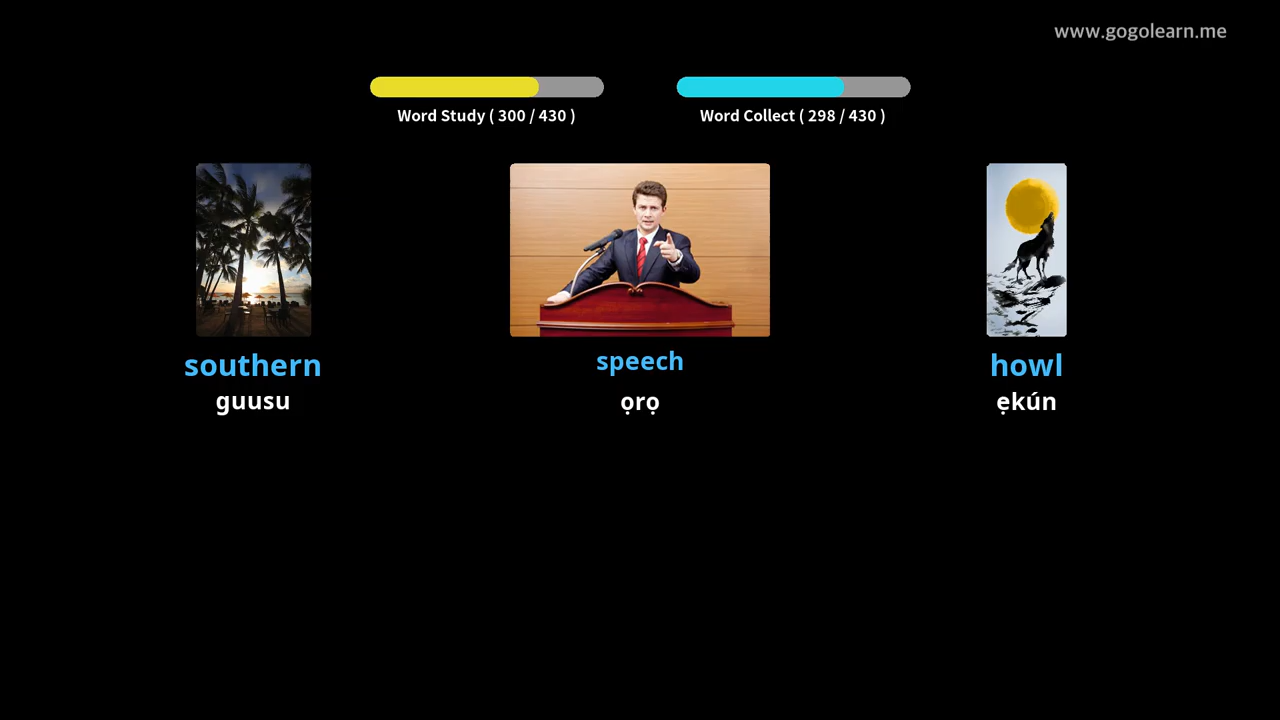 www.gogolearn.me
Word Study ( 300 / 430 )
Word Collect ( 298 / 430 )
southern
guusu
speech
ọrọ
howl
ẹkún